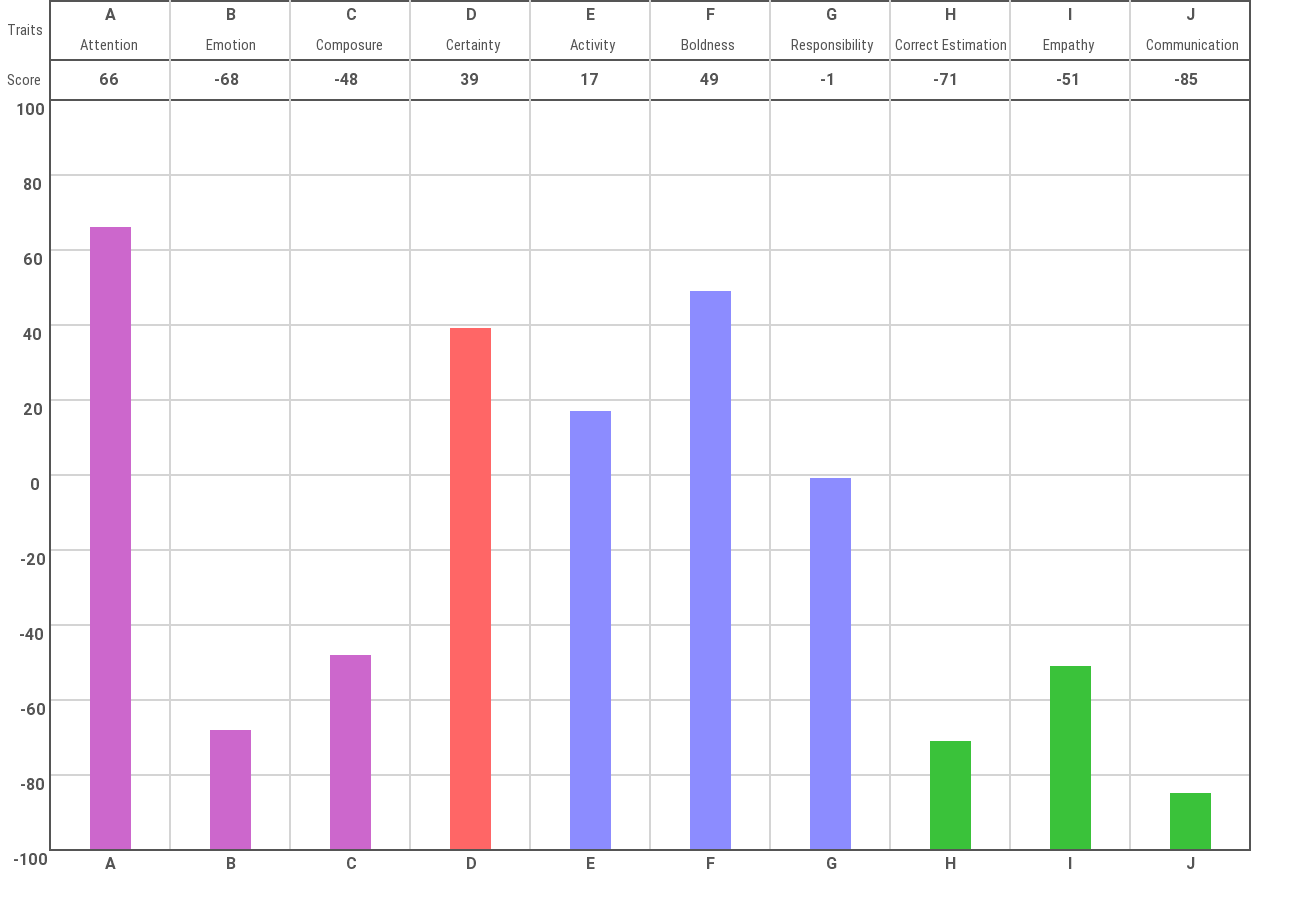 Traits A B C D E F G H I J
Attention Emotion Composure Certainty Activity Boldness Responsibility Correct Estimation Empathy Communication
Score 66 -68 -48 39 17 49 -1 -71 -51 -85
100
80
60
40
20
0
-20
-40
-60
-80
-100
A B C D E F G H I J